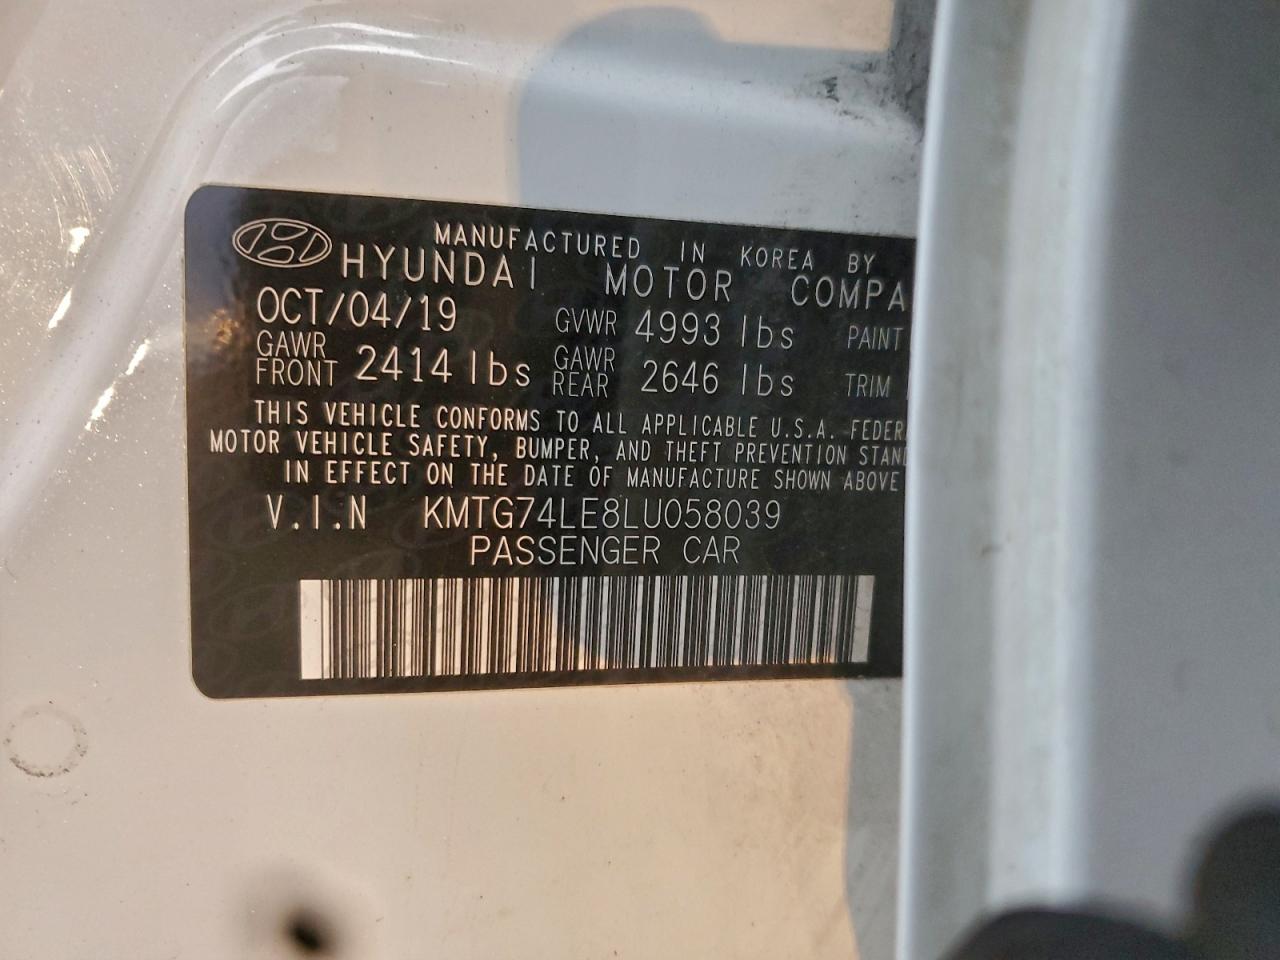 MANUFACTURED IN KOREA BY
HYUNDAI MOTOR COMPA
OCT/04/19 GVWR 4993 lbs PAINT
GAWR FRONT 2414 lbs GAWR REAR 2646 lbs TRIM
THIS VEHICLE CONFORMS TO ALL APPLICABLE U.S.A. FEDER
MOTOR VEHICLE SAFETY, BUMPER, AND THEFT PREVENTION STAN
IN EFFECT ON THE DATE OF MANUFACTURE SHOWN ABOVE
V.I.N KMTG74LE8LU058039
PASSENGER CAR